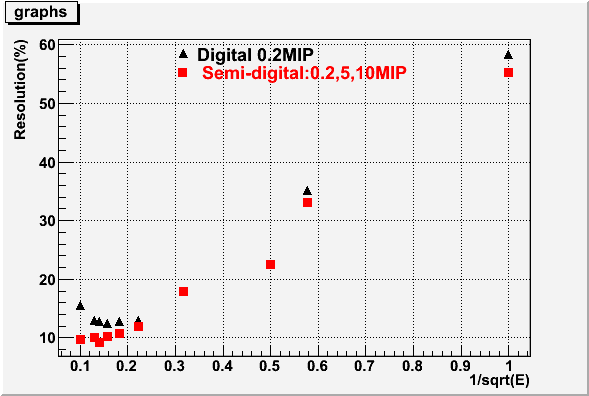 graphs
Resolution(%)
Digital 0.2MIP
Semi-digital:0.2,5,10MIP
60
50
40
30
20
10
0.1 0.2 0.3 0.4 0.5 0.6 0.7 0.8 0.9 1
1/sqrt(E)